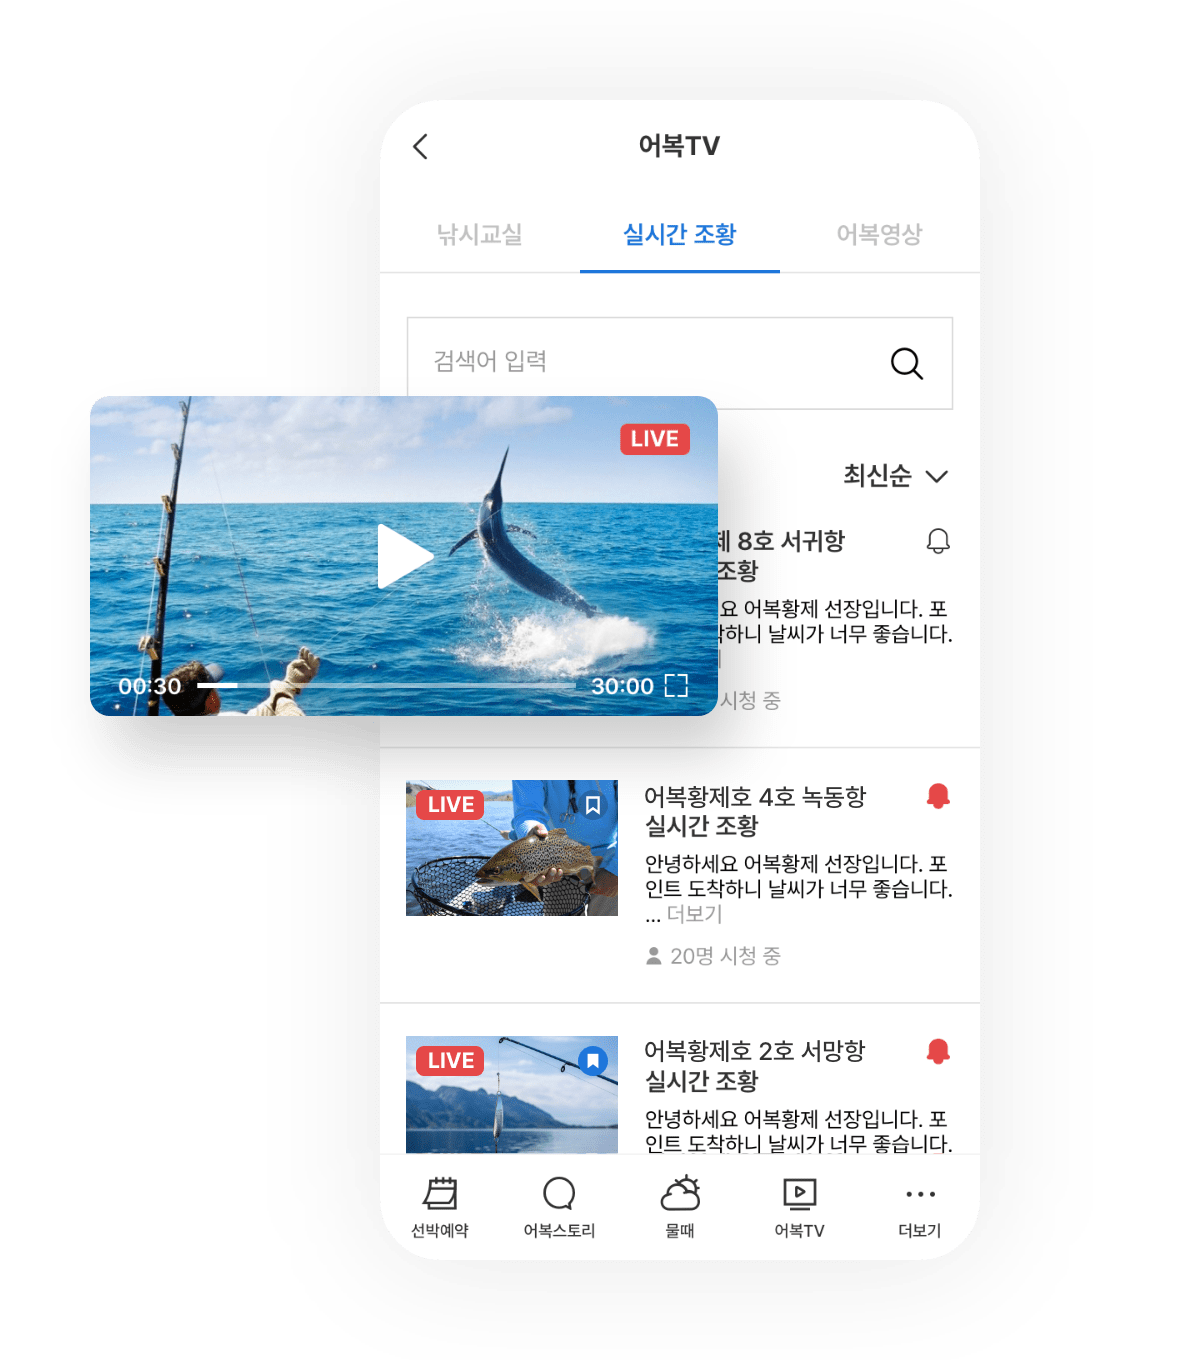 어복TV
낚시교실 실시간 조황 어복영상
검색어 입력
LIVE
최신순
8호 서귀항
조황
요 어복황제 선장입니다. 포
하니 날씨가 너무 좋습니다.
시청 중
00:30 30:00
LIVE
어복황제호 4호 녹동항
실시간 조황
안녕하세요 어복황제 선장입니다. 포
인트 도착하니 날씨가 너무 좋습니다.
... 더보기
20명 시청 중
LIVE
어복황제호 2호 서망항
실시간 조황
안녕하세요 어복황제 선장입니다. 포
인트 도착하니 날씨가 너무 좋습니다.
선박예약 어복스토리 물때 어복TV 더보기